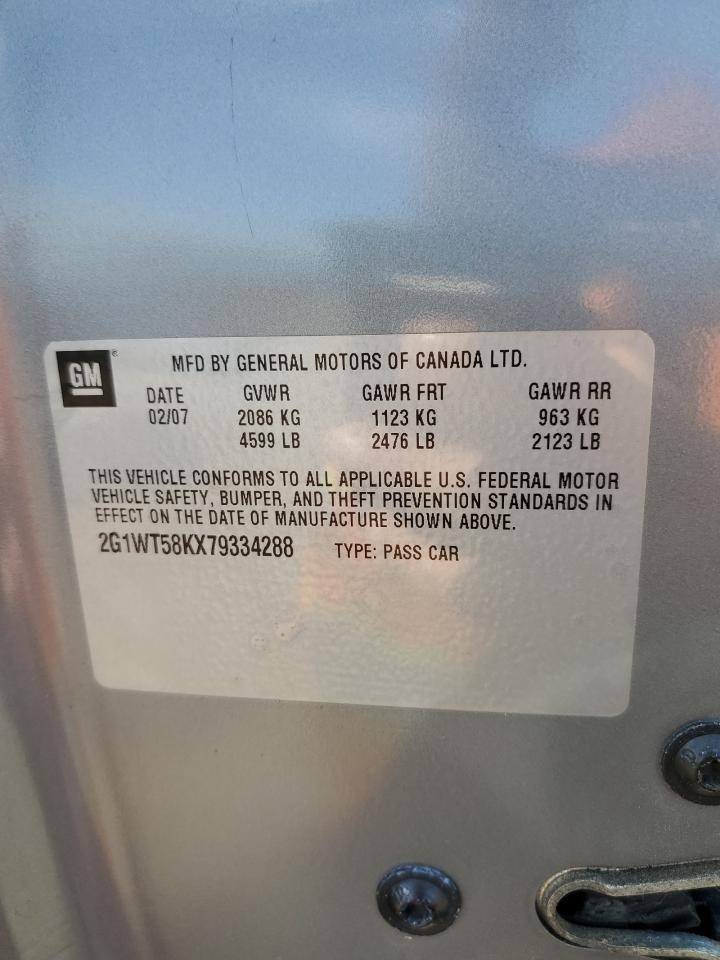 GM ® MFD BY GENERAL MOTORS OF CANADA LTD.
DATE GVWR GAWR FRT GAWR RR
02/07 2086 KG 1123 KG 963 KG
4599 LB 2476 LB 2123 LB
THIS VEHICLE CONFORMS TO ALL APPLICABLE U.S. FEDERAL MOTOR
VEHICLE SAFETY, BUMPER, AND THEFT PREVENTION STANDARDS IN
EFFECT ON THE DATE OF MANUFACTURE SHOWN ABOVE.
2G1WT58KX79334288 TYPE: PASS CAR